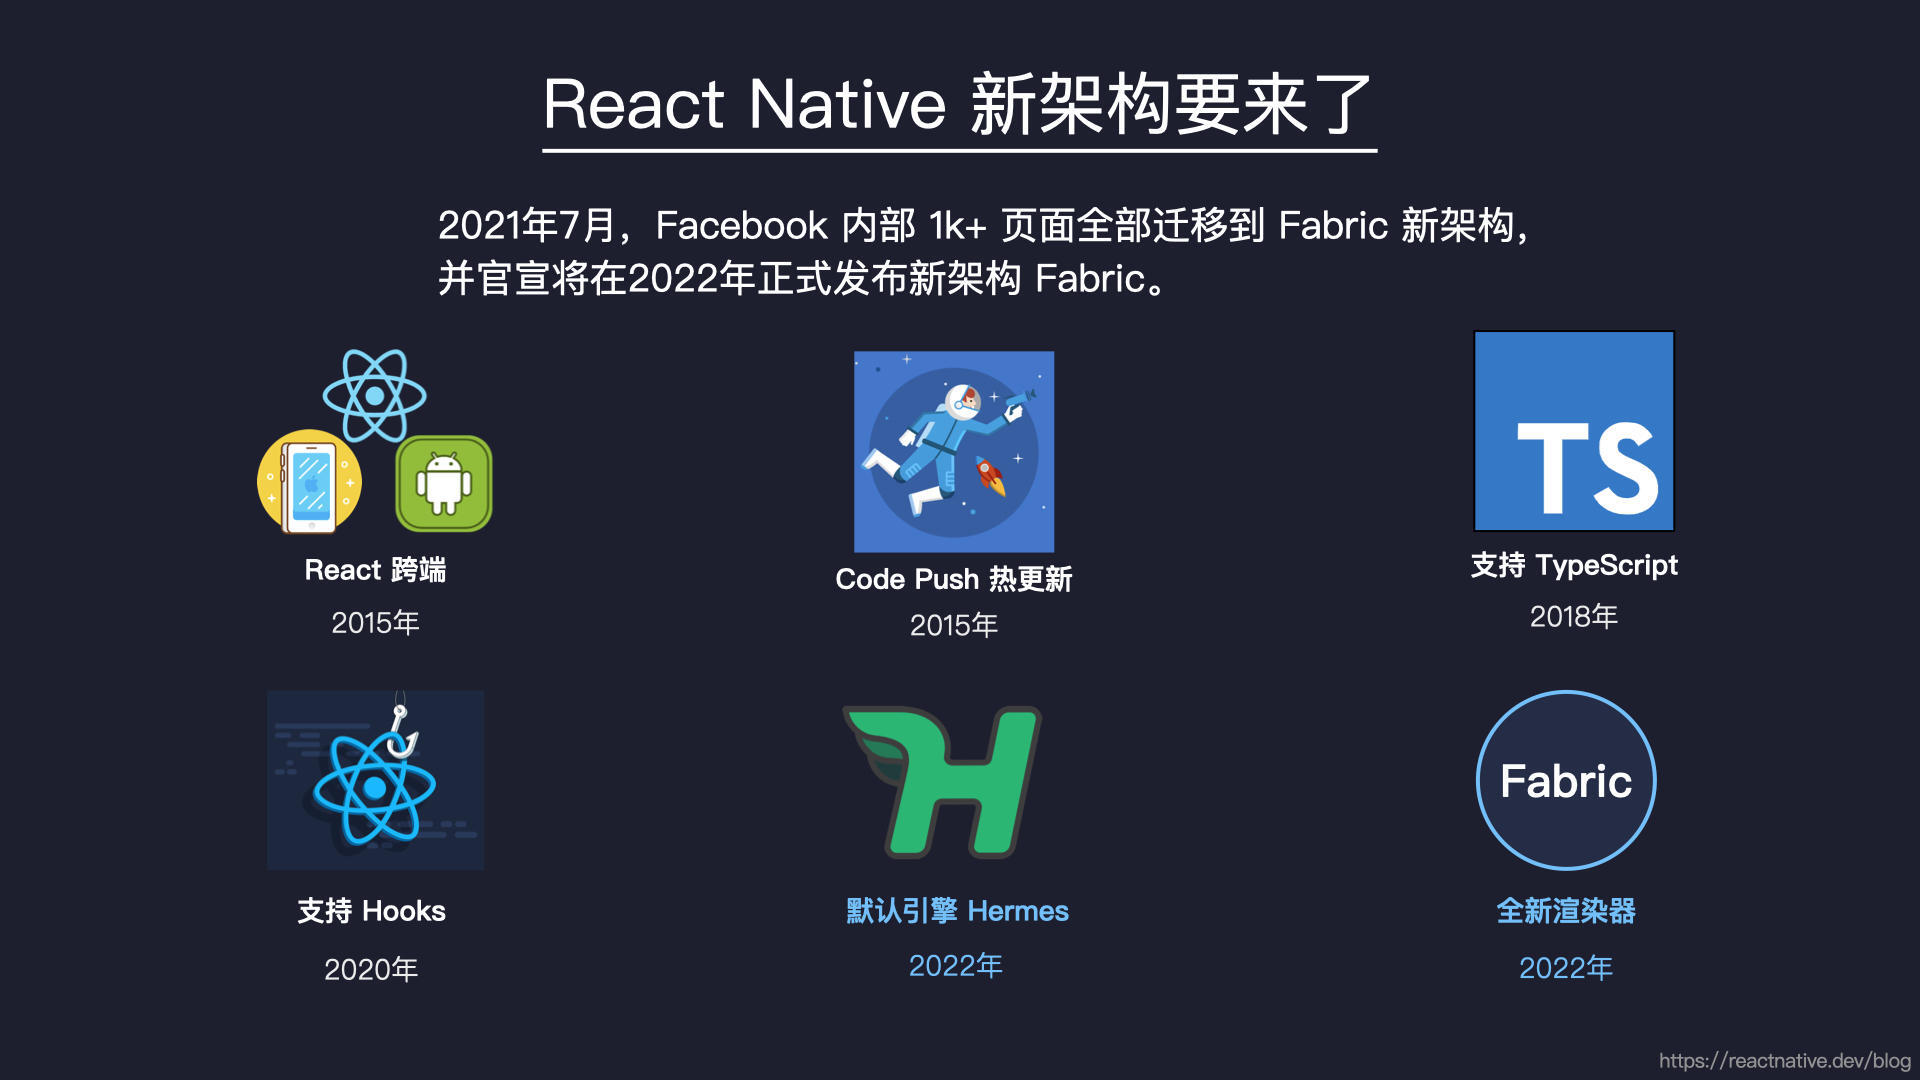 React Native 新架构要来了
2021年7月，Facebook 内部 1k+ 页面全部迁移到 Fabric 新架构，
并官宣将在2022年正式发布新架构 Fabric。
TS
React 跨端
2015年
Code Push 热更新
2015年
支持 TypeScript
2018年
Fabric
支持 Hooks
2020年
默认引擎 Hermes
2022年
全新渲染器
2022年
https://reactnative.dev/blog